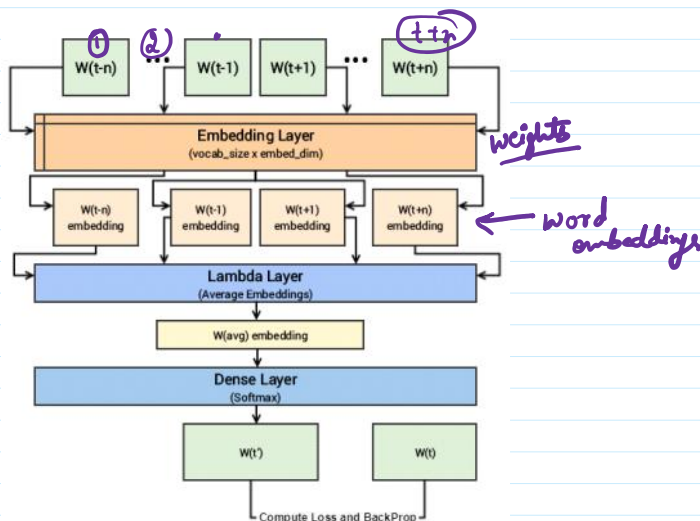 ① ② t+n
W(t-n) ... W(t-1) W(t+1) ... W(t+n)
Embedding Layer
(vocab_size x embed_dim)
weights
W(t-n) embedding
W(t-1) embedding
W(t+1) embedding
W(t+n) embedding
word
embeddings
Lambda Layer
(Average Embeddings)
W(avg) embedding
Dense Layer
(Softmax)
W(t') W(t)
Compute Loss and BackProp